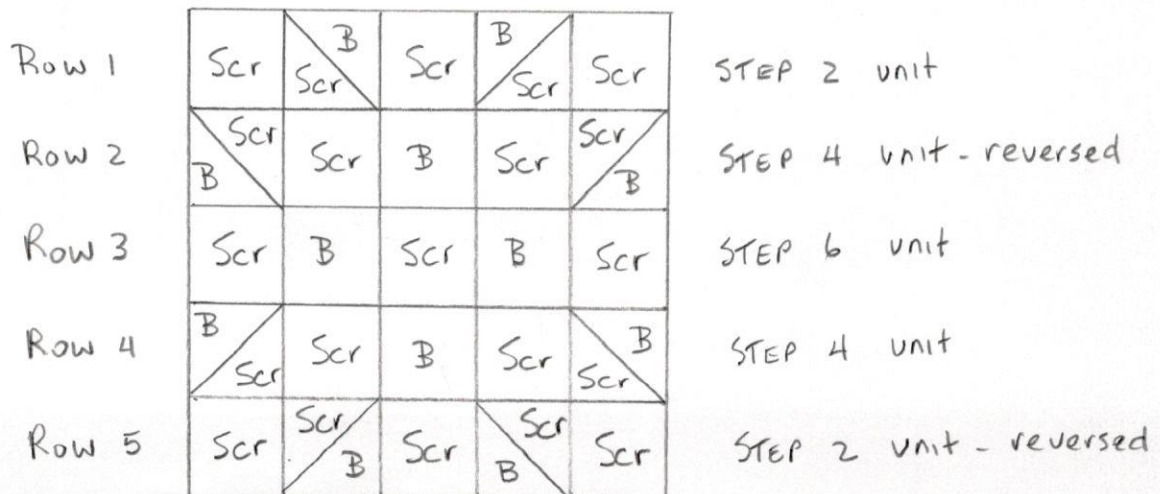 Row 1 Scr Scr B Scr B Scr Scr STEP 2 unit
Row 2 B Scr Scr B Scr Scr B STEP 4 unit - reversed
Row 3 Scr B Scr B Scr STEP 6 unit
Row 4 B Scr Scr B Scr Scr B STEP 4 unit
Row 5 Scr Scr B Scr B Scr Scr STEP 2 unit - reversed